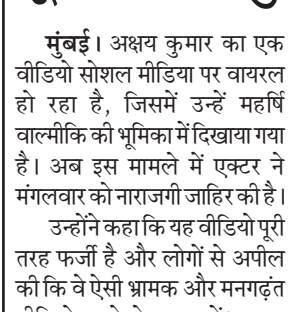 मुंबई। अक्षय कुमार का एक
वीडियो सोशल मीडिया पर वायरल
हो रहा है, जिसमें उन्हें महर्षि
वाल्मीकि की भूमिका में दिखाया गया
है। अब इस मामले में एक्टर ने
मंगलवार को नाराजगी जाहिर की है।
उन्होंने कहा कि यह वीडियो पूरी
तरह फर्जी है और लोगों से अपील
की कि वे ऐसी भ्रामक और मनगढ़ंत